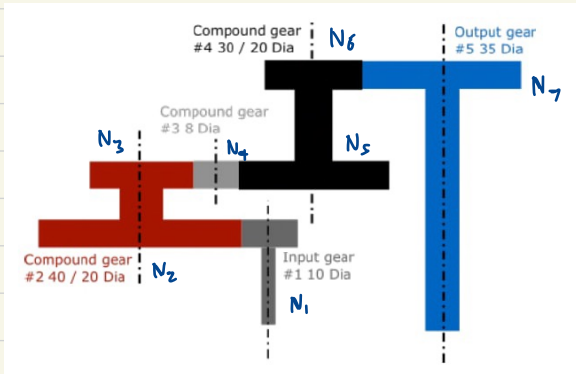 Compound gear
#4 30 / 20 Dia
N6
Output gear
#5 35 Dia
N7
Compound gear
#3 8 Dia
N3
N4
N5
Compound gear
#2 40 / 20 Dia
N2
Input gear
#1 10 Dia
N1